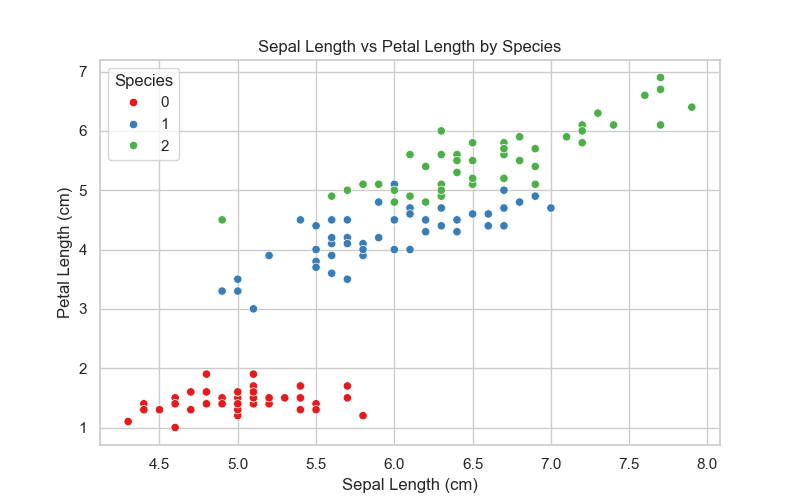 Sepal Length vs Petal Length by Species
Species
0
1
2
7
6
5
4
3
2
1
Petal Length (cm)
4.5 5.0 5.5 6.0 6.5 7.0 7.5 8.0
Sepal Length (cm)